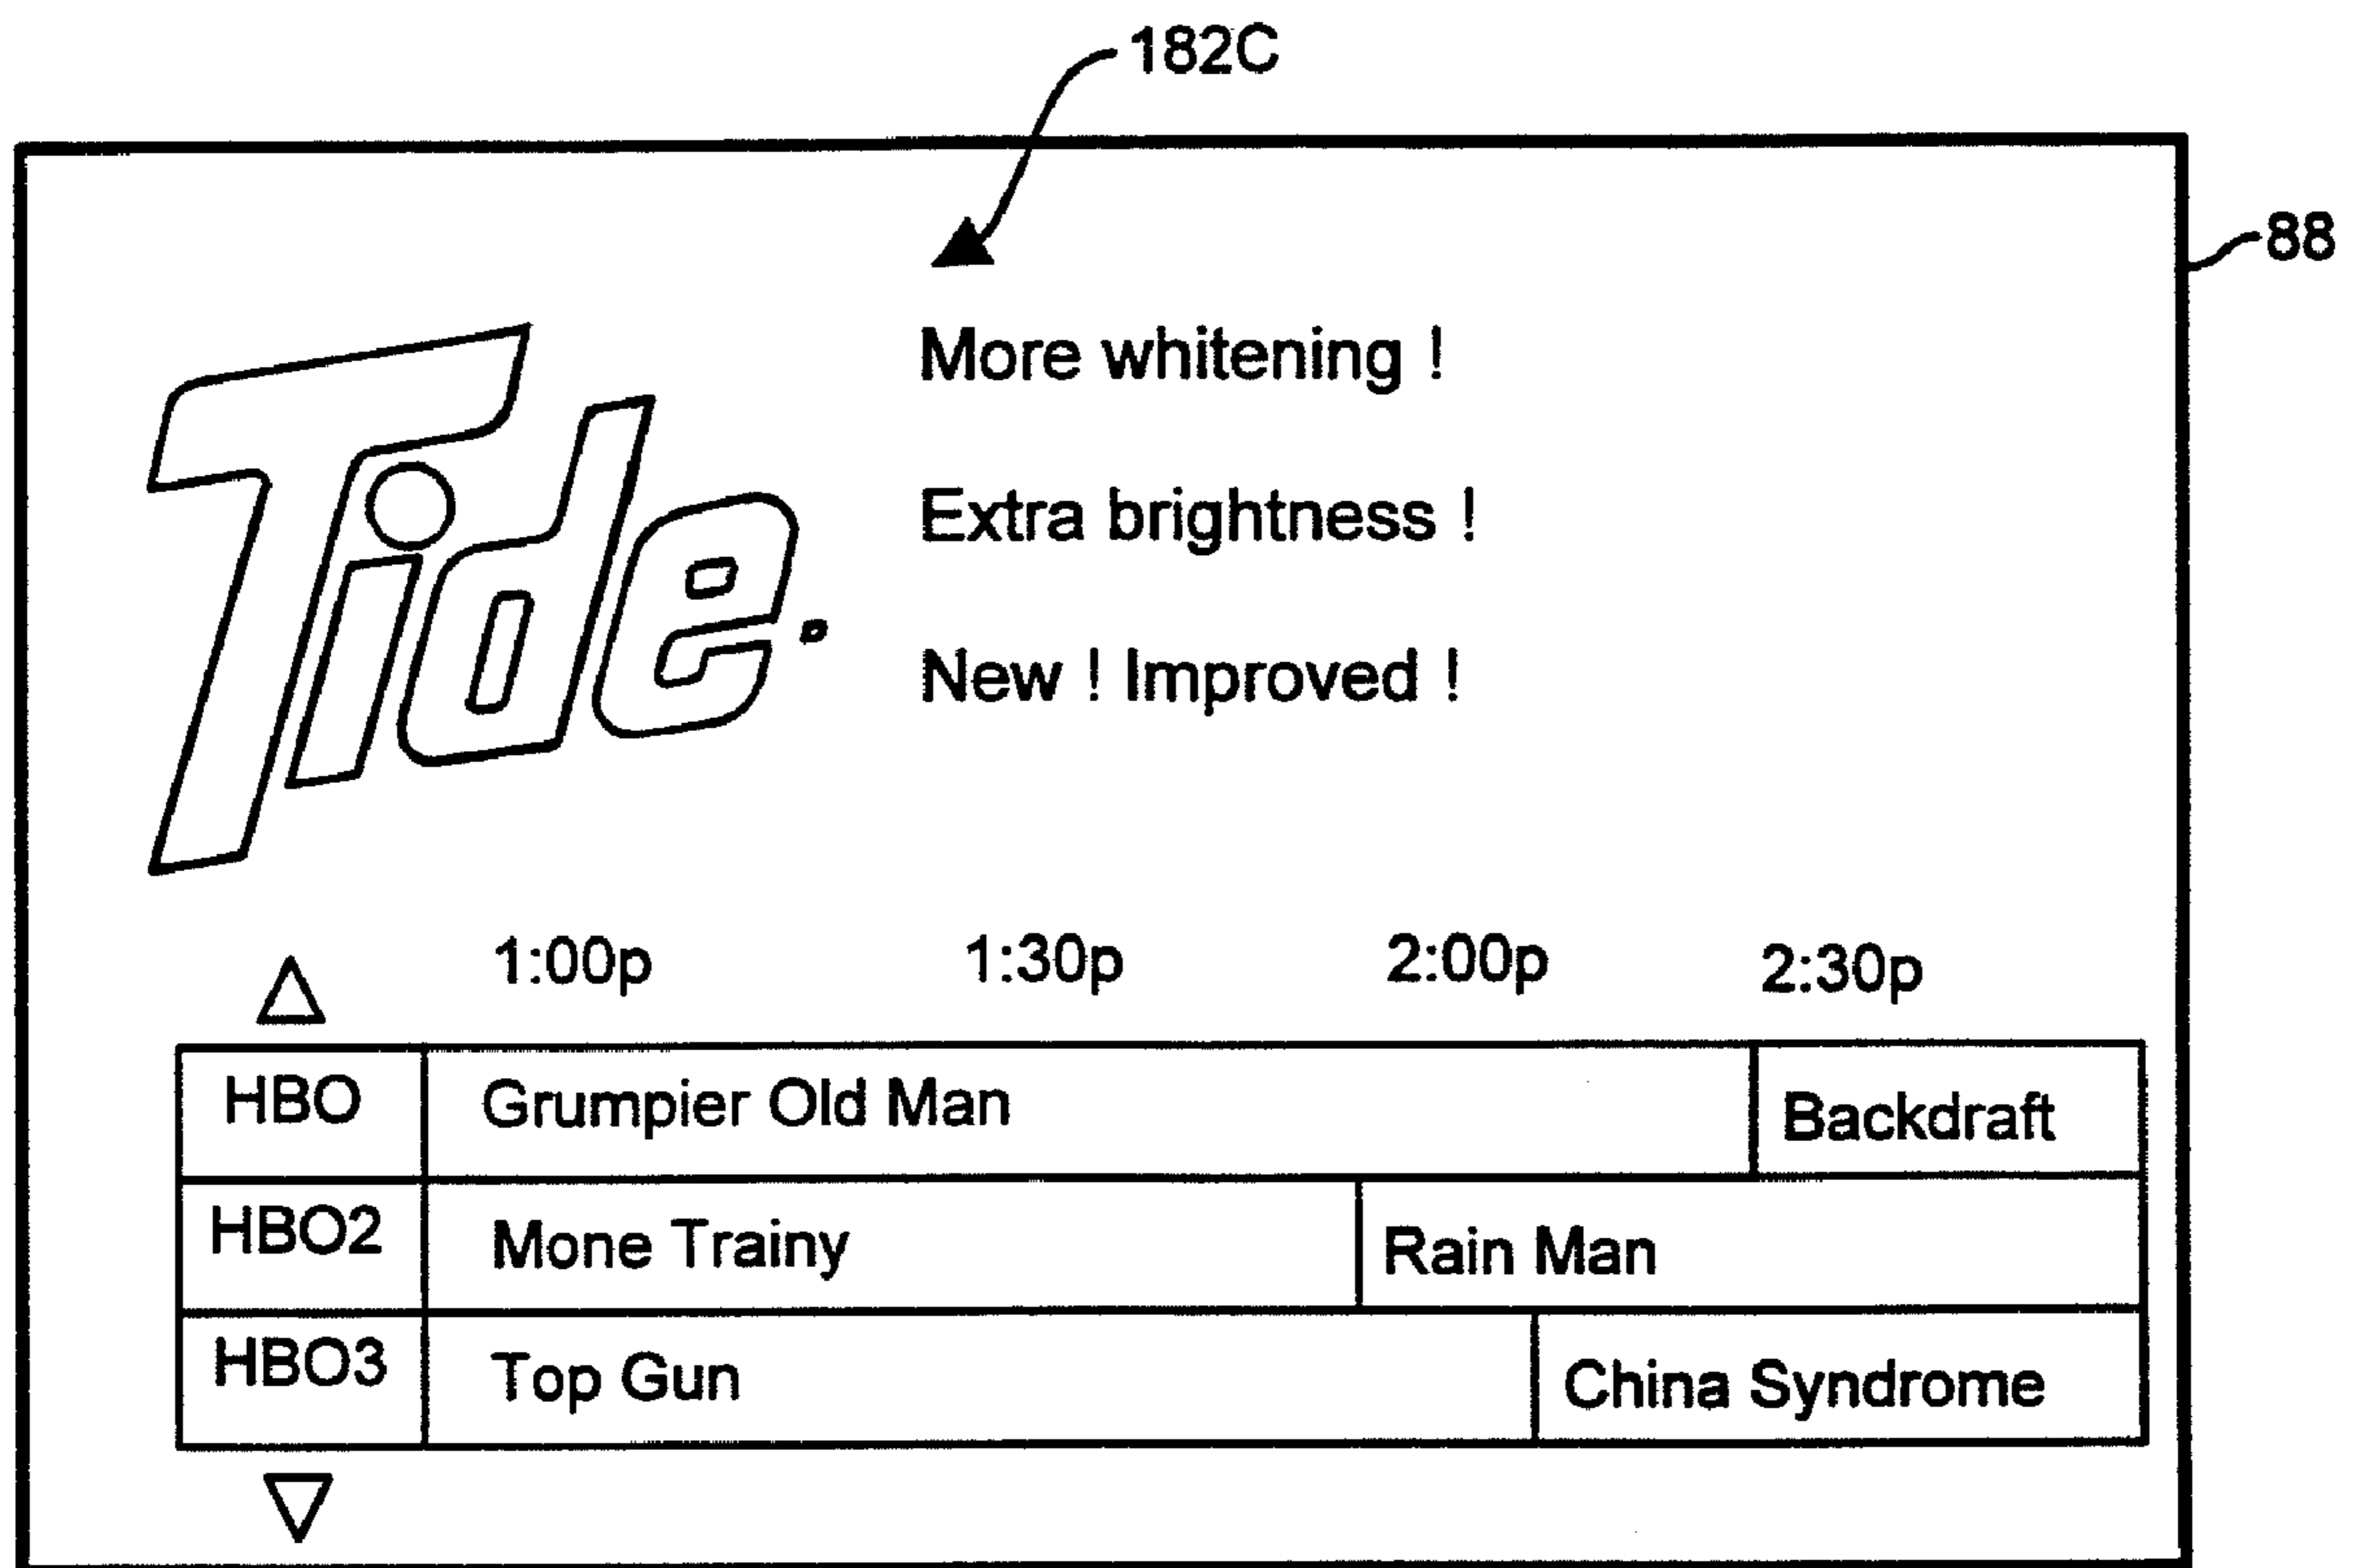 182C
88
Tide.
More whitening !
Extra brightness !
New ! Improved !
1:00p 1:30p 2:00p 2:30p
HBO Grumpier Old Man Backdraft
HBO2 Mone Trainy Rain Man
HBO3 Top Gun China Syndrome